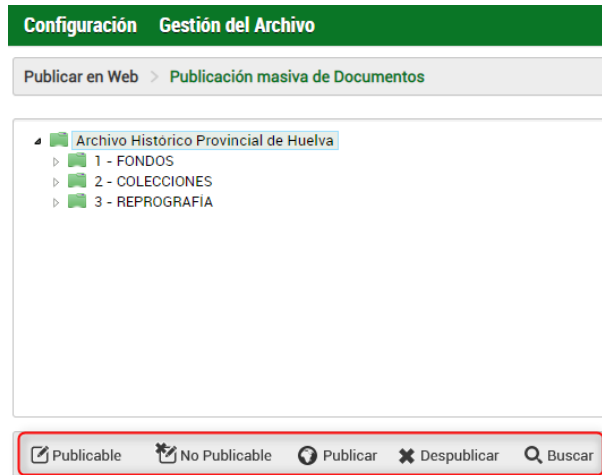 Configuración Gestión del Archivo
Publicar en Web > Publicación masiva de Documentos
Archivo Histórico Provincial de Huelva
1 - FONDOS
2 - COLECCIONES
3 - REPROGRAFÍA
Publicable No Publicable Publicar Despublicar Buscar